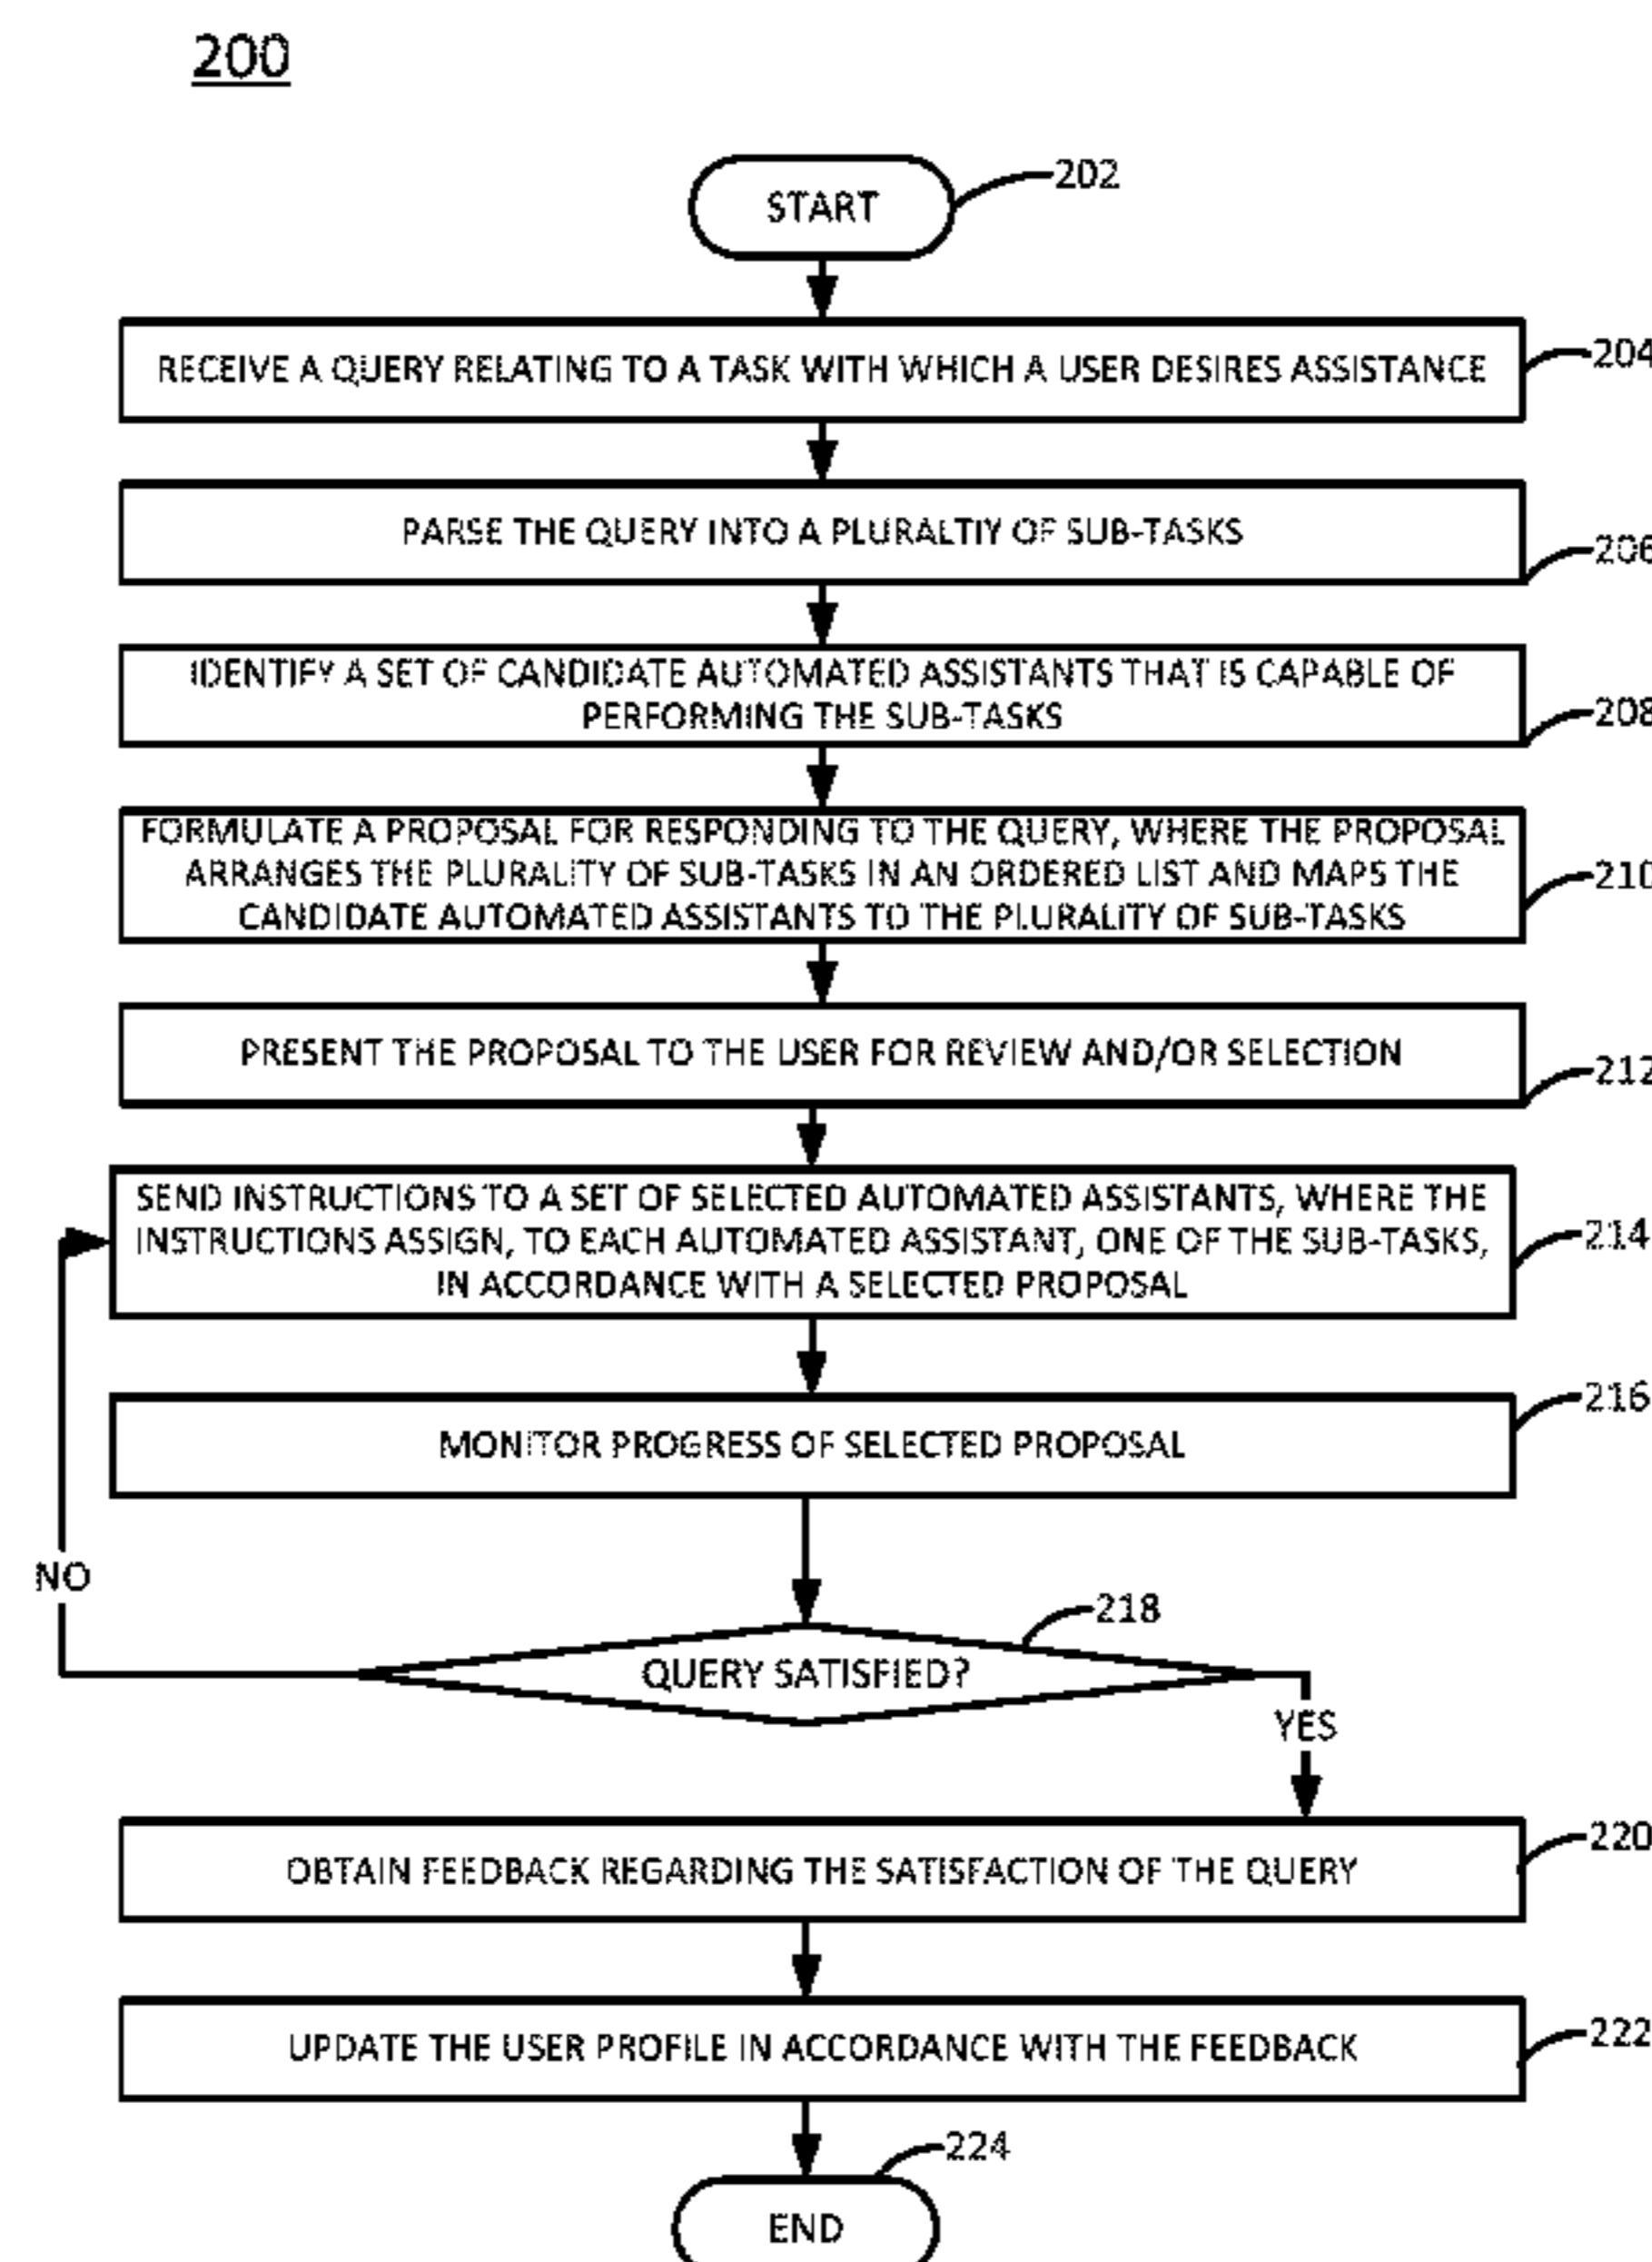 200
START
202
RECEIVE A QUERY RELATING TO A TASK WITH WHICH A USER DESIRES ASSISTANCE
204
PARSE THE QUERY INTO A PLURALTIY OF SUB-TASKS
206
IDENTIFY A SET OF CANDIDATE AUTOMATED ASSISTANTS THAT IS CAPABLE OF
PERFORMING THE SUB-TASKS
208
FORMULATE A PROPOSAL FOR RESPONDING TO THE QUERY, WHERE THE PROPOSAL
ARRANGES THE PLURALITY OF SUB-TASKS IN AN ORDERED LIST AND MAPS THE
CANDIDATE AUTOMATED ASSISTANTS TO THE PLURALITY OF SUB-TASKS
210
PRESENT THE PROPOSAL TO THE USER FOR REVIEW AND/OR SELECTION
212
SEND INSTRUCTIONS TO A SET OF SELECTED AUTOMATED ASSISTANTS, WHERE THE
INSTRUCTIONS ASSIGN, TO EACH AUTOMATED ASSISTANT, ONE OF THE SUB-TASKS,
IN ACCORDANCE WITH A SELECTED PROPOSAL
214
MONITOR PROGRESS OF SELECTED PROPOSAL
216
NO
QUERY SATISFIED?
218
YES
OBTAIN FEEDBACK REGARDING THE SATISFACTION OF THE QUERY
220
UPDATE THE USER PROFILE IN ACCORDANCE WITH THE FEEDBACK
222
END
224